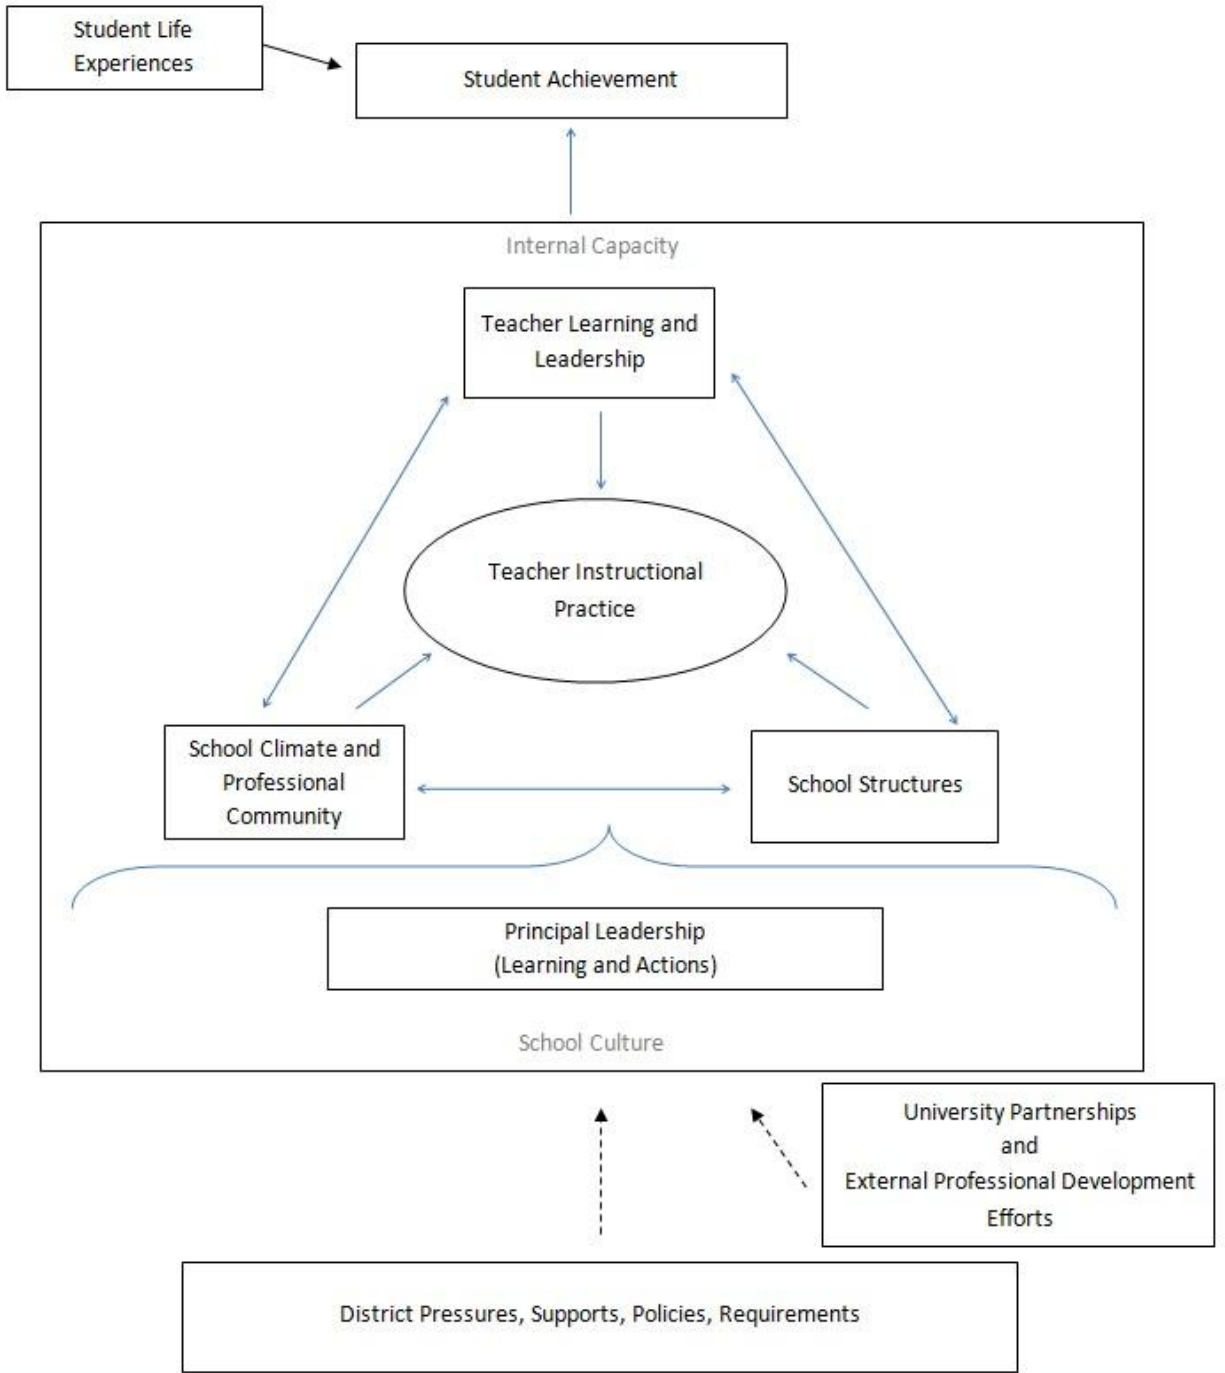 Student Life
Experiences
Student Achievement
Internal Capacity
Teacher Learning and
Leadership
Teacher Instructional
Practice
School Climate and
Professional
Community
School Structures
Principal Leadership
(Learning and Actions)
School Culture
University Partnerships
and
External Professional Development
Efforts
District Pressures, Supports, Policies, Requirements